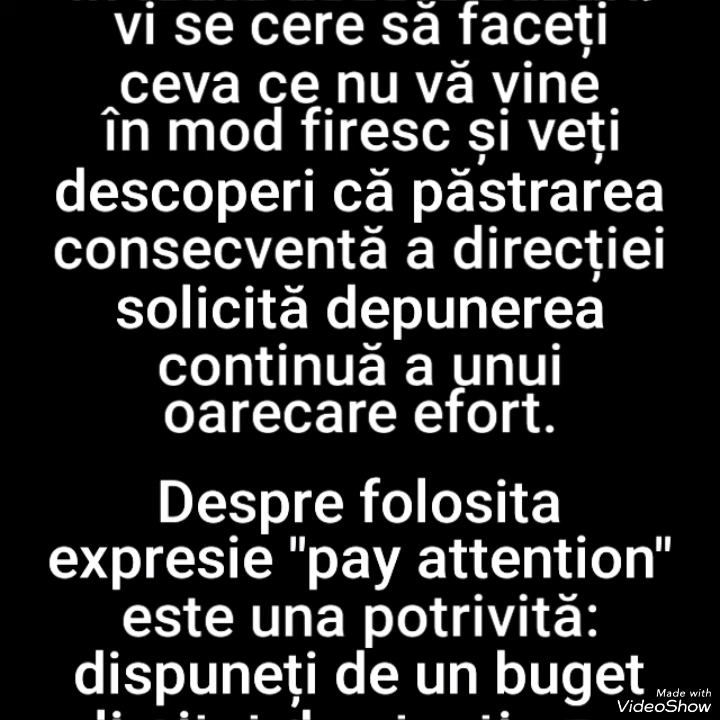 vi se cere să faceți
ceva ce nu vă vine
în mod firesc și veți
descoperi că păstrarea
consecventă a direcției
solicită depunerea
continuă a unui
oarecare efort.
Despre folosita
expresie "pay attention"
este una potrivită:
dispuneți de un buget
Made with
VideoShow